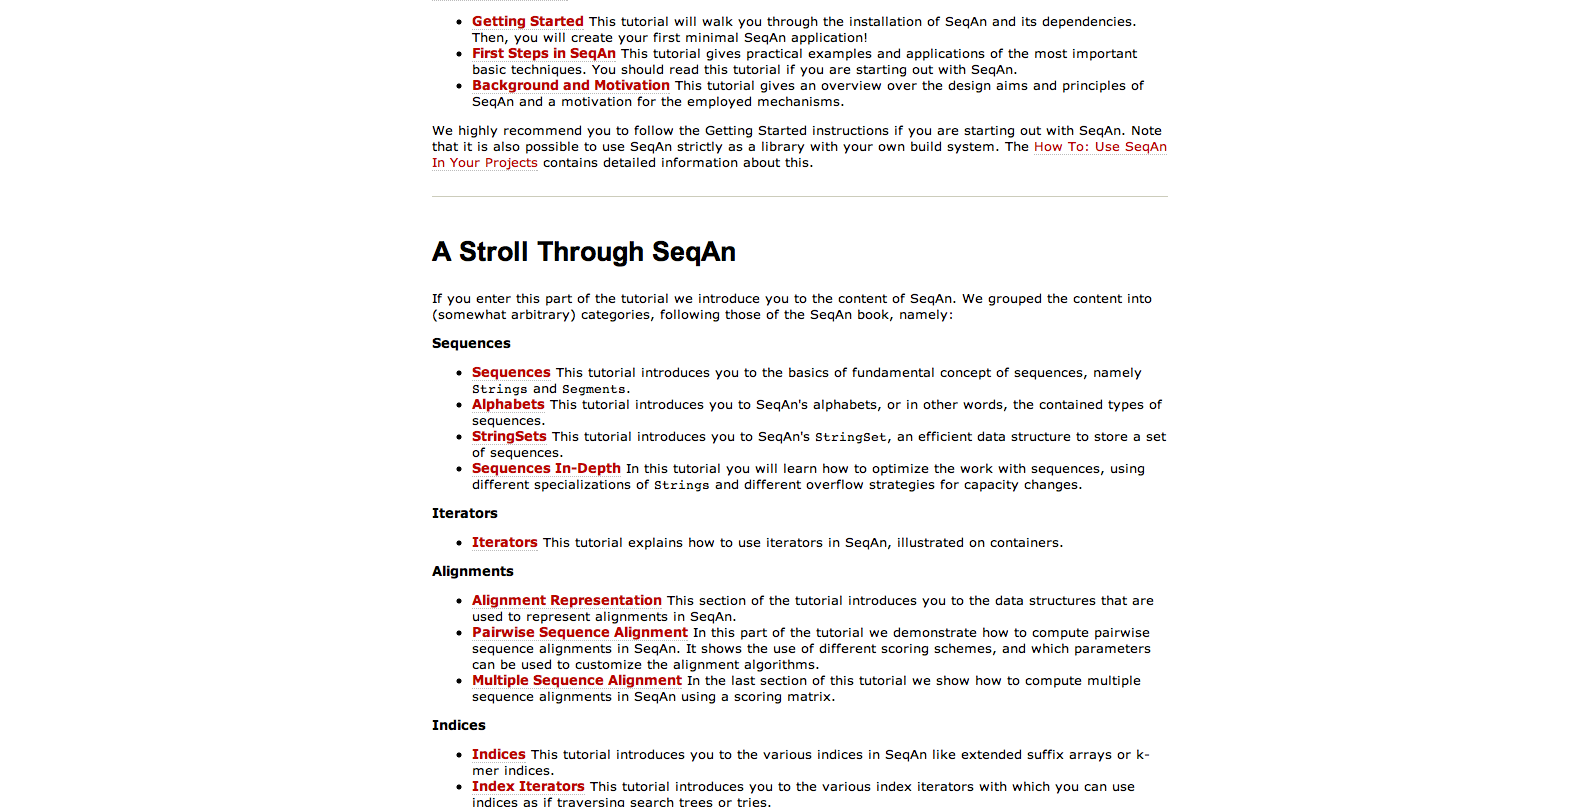 Getting Started This tutorial will walk you through the installation of SeqAn and its dependencies.
Then, you will create your first minimal SeqAn application!
First Steps in SeqAn This tutorial gives practical examples and applications of the most important
basic techniques. You should read this tutorial if you are starting out with SeqAn.
Background and Motivation This tutorial gives an overview over the design aims and principles of
SeqAn and a motivation for the employed mechanisms.
We highly recommend you to follow the Getting Started instructions if you are starting out with SeqAn. Note
that it is also possible to use SeqAn strictly as a library with your own build system. The How To: Use SeqAn
In Your Projects contains detailed information about this.
A Stroll Through SeqAn
If you enter this part of the tutorial we introduce you to the content of SeqAn. We grouped the content into
(somewhat arbitrary) categories, following those of the SeqAn book, namely:
Sequences
Sequences This tutorial introduces you to the basics of fundamental concept of sequences, namely
Strings and Segments.
Alphabets This tutorial introduces you to SeqAn's alphabets, or in other words, the contained types of
sequences.
StringSets This tutorial introduces you to SeqAn's StringSet, an efficient data structure to store a set
of sequences.
Sequences In-Depth In this tutorial you will learn how to optimize the work with sequences, using
different specializations of Strings and different overflow strategies for capacity changes.
Iterators
Iterators This tutorial explains how to use iterators in SeqAn, illustrated on containers.
Alignments
Alignment Representation This section of the tutorial introduces you to the data structures that are
used to represent alignments in SeqAn.
Pairwise Sequence Alignment In this part of the tutorial we demonstrate how to compute pairwise
sequence alignments in SeqAn. It shows the use of different scoring schemes, and which parameters
can be used to customize the alignment algorithms.
Multiple Sequence Alignment In the last section of this tutorial we show how to compute multiple
sequence alignments in SeqAn using a scoring matrix.
Indices
Indices This tutorial introduces you to the various indices in SeqAn like extended suffix arrays or k-
mer indices.
Index Iterators This tutorial introduces you to the various index iterators with which you can use
indices as if traversing search trees or tries.